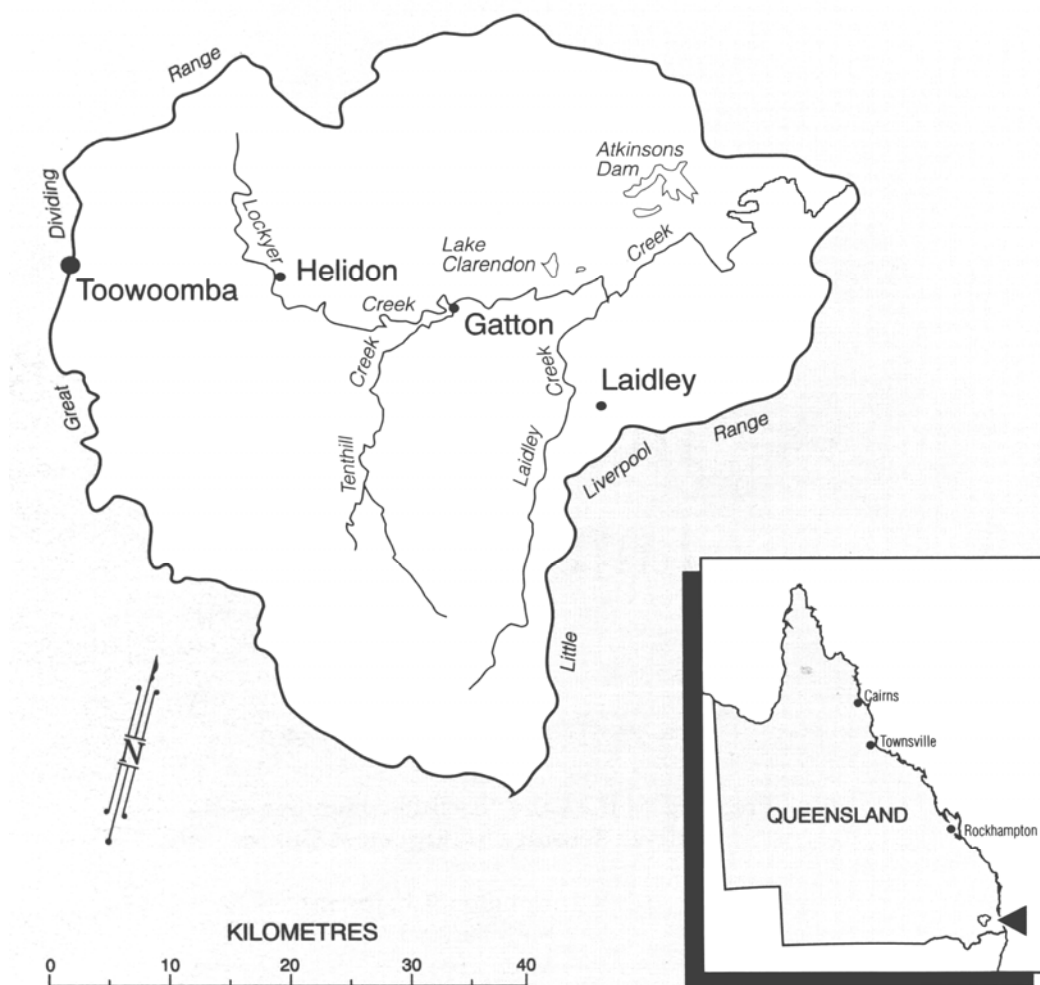 Range
Dividing
Great
Toowoomba
Lockyer
Helidon
Creek
Lake
Clarendon
Gatton
Atkinsons
Dam
Creek
Creek
Tenthill
Creek
Laidley
Laidley
Range
Liverpool
Little
N
KILOMETRES
0 10 20 30 40
Cairns
Townsville
QUEENSLAND
Rockhampton